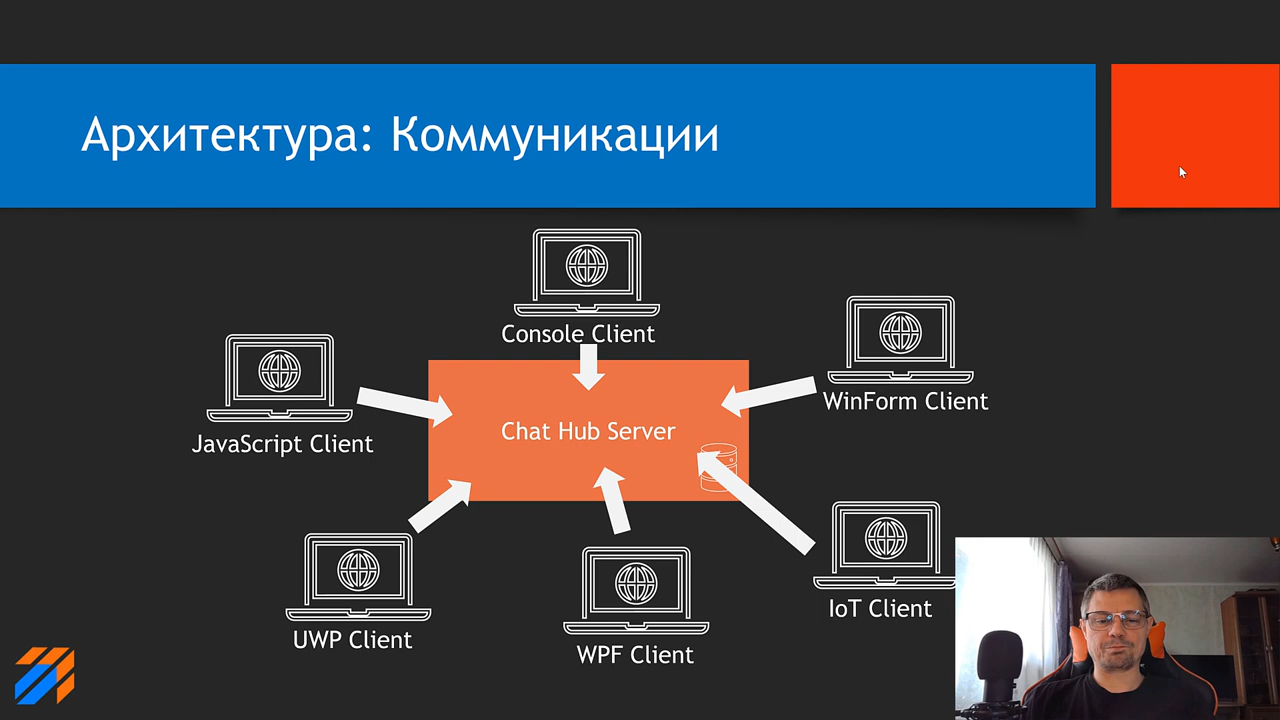 Архитектура: Коммуникации
Console Client
WinForm Client
JavaScript Client
Chat Hub Server
UWP Client
WPF Client
IoT Client